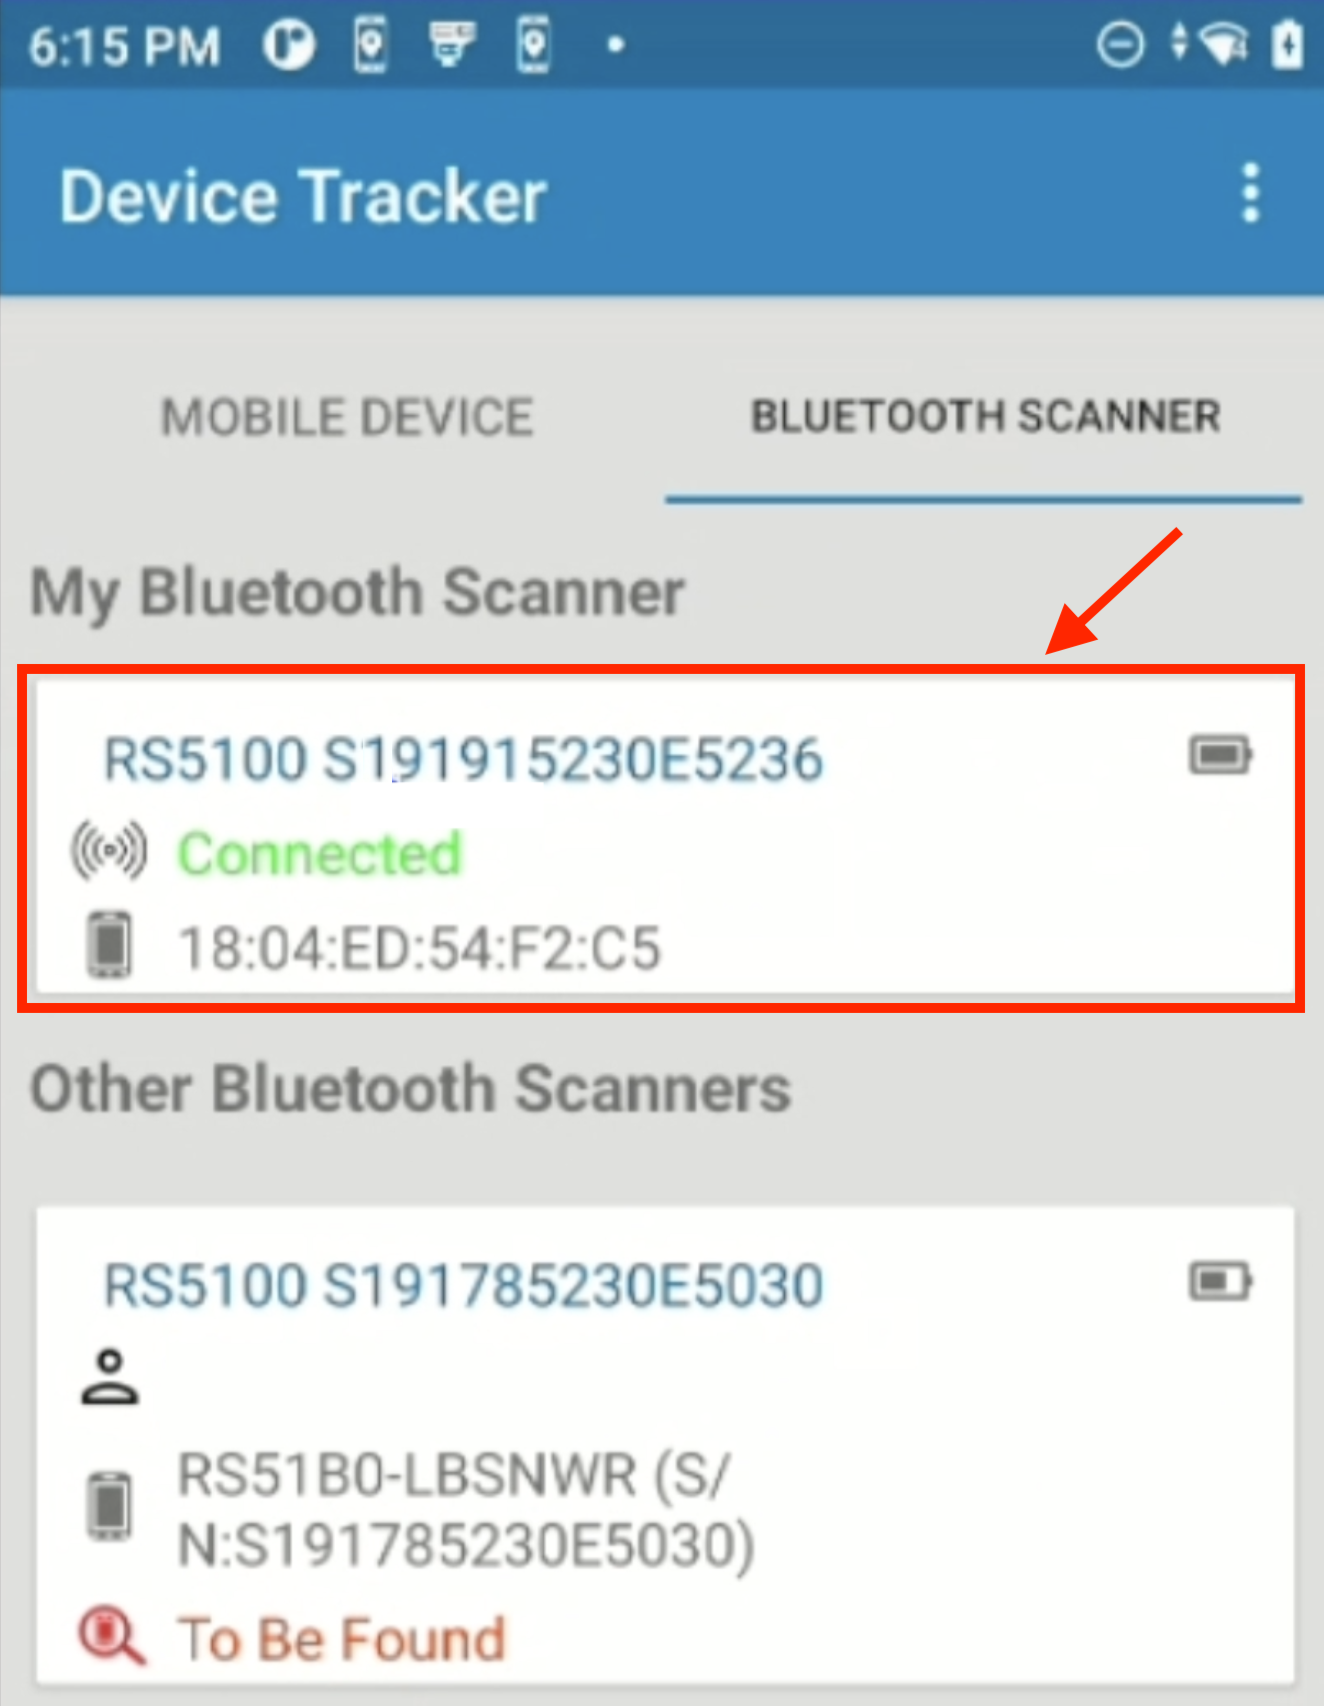 6:15 PM
Device Tracker
MOBILE DEVICE
BLUETOOTH SCANNER
My Bluetooth Scanner
RS5100 S191915230E5236
Connected
18:04:ED:54:F2:C5
Other Bluetooth Scanners
RS5100 S191785230E5030
RS51B0-LBSNWR (S/
N:S191785230E5030)
To Be Found